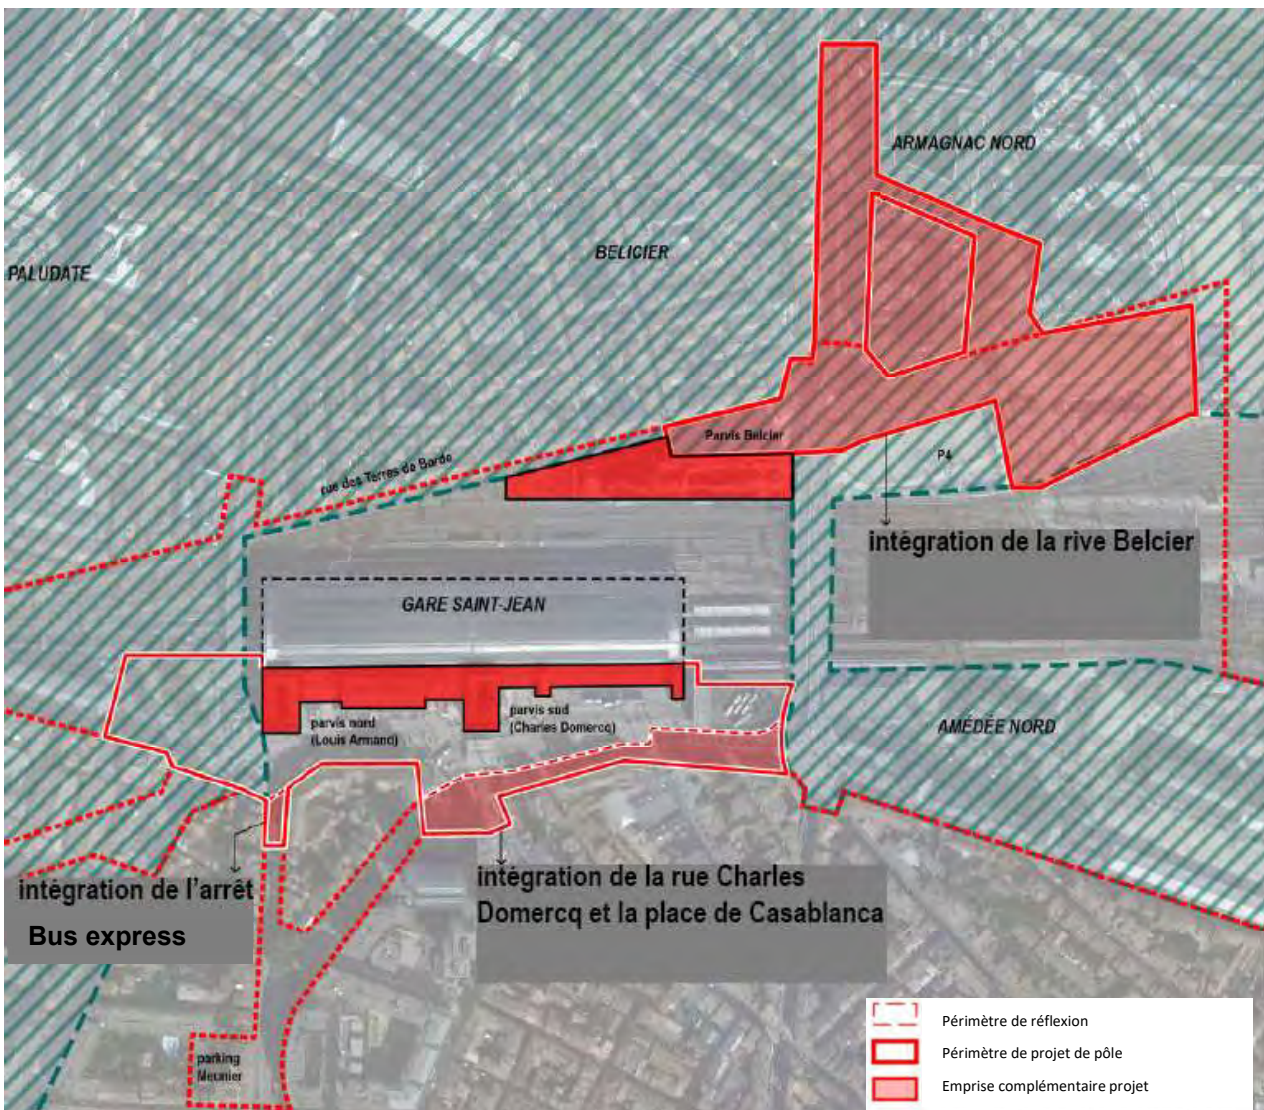 ARMAGNAC NORD
BELICIER
PALUDATE
Parvis Belcier
P4
rue des Terres de Borde
intégration de la rive Belcier
GARE SAINT-JEAN
parvis nord
(Louis Armand)
parvis sud
(Charles Domercq)
AMÉDÉE NORD
intégration de l'arrêt
Bus express
intégration de la rue Charles
Domercq et la place de Casablanca
parking
Meunier
Périmètre de réflexion
Périmètre de projet de pôle
Emprise complémentaire projet